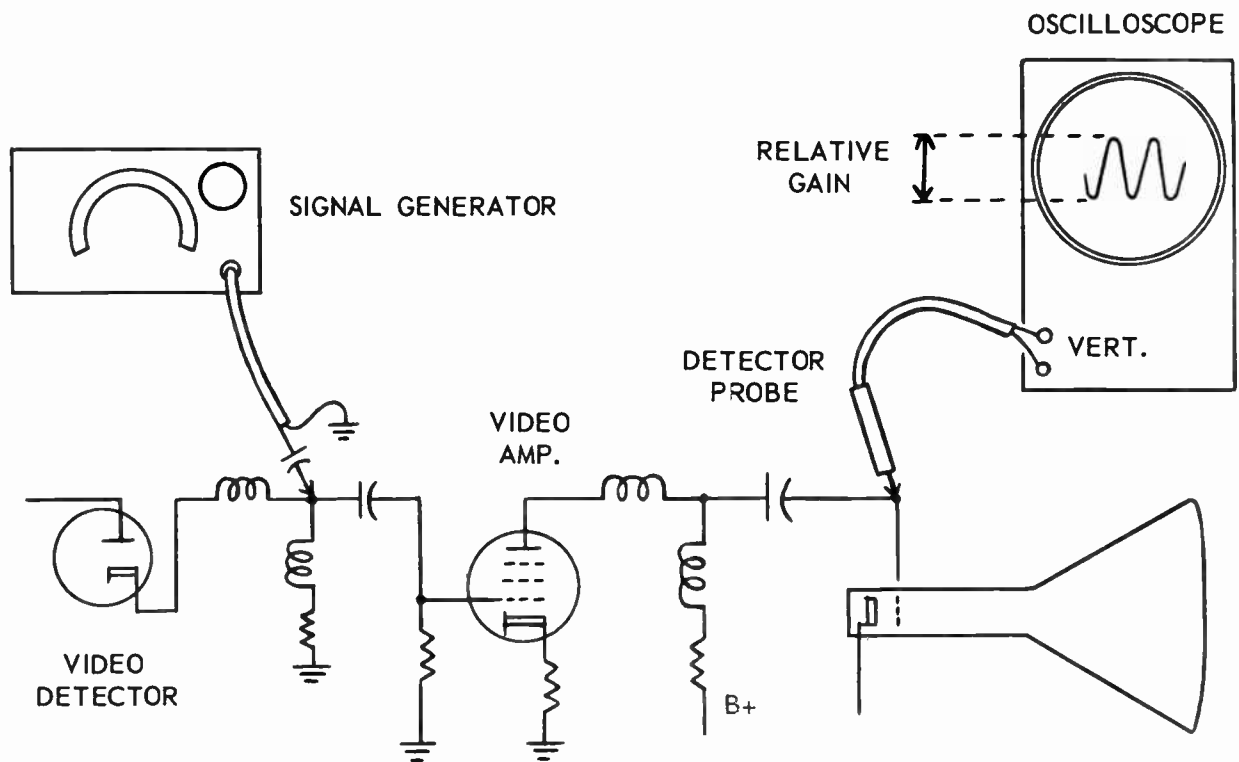 OSCILLOSCOPE
RELATIVE
GAIN
SIGNAL GENERATOR
VERT.
DETECTOR
PROBE
VIDEO
AMP.
VIDEO
DETECTOR
B+